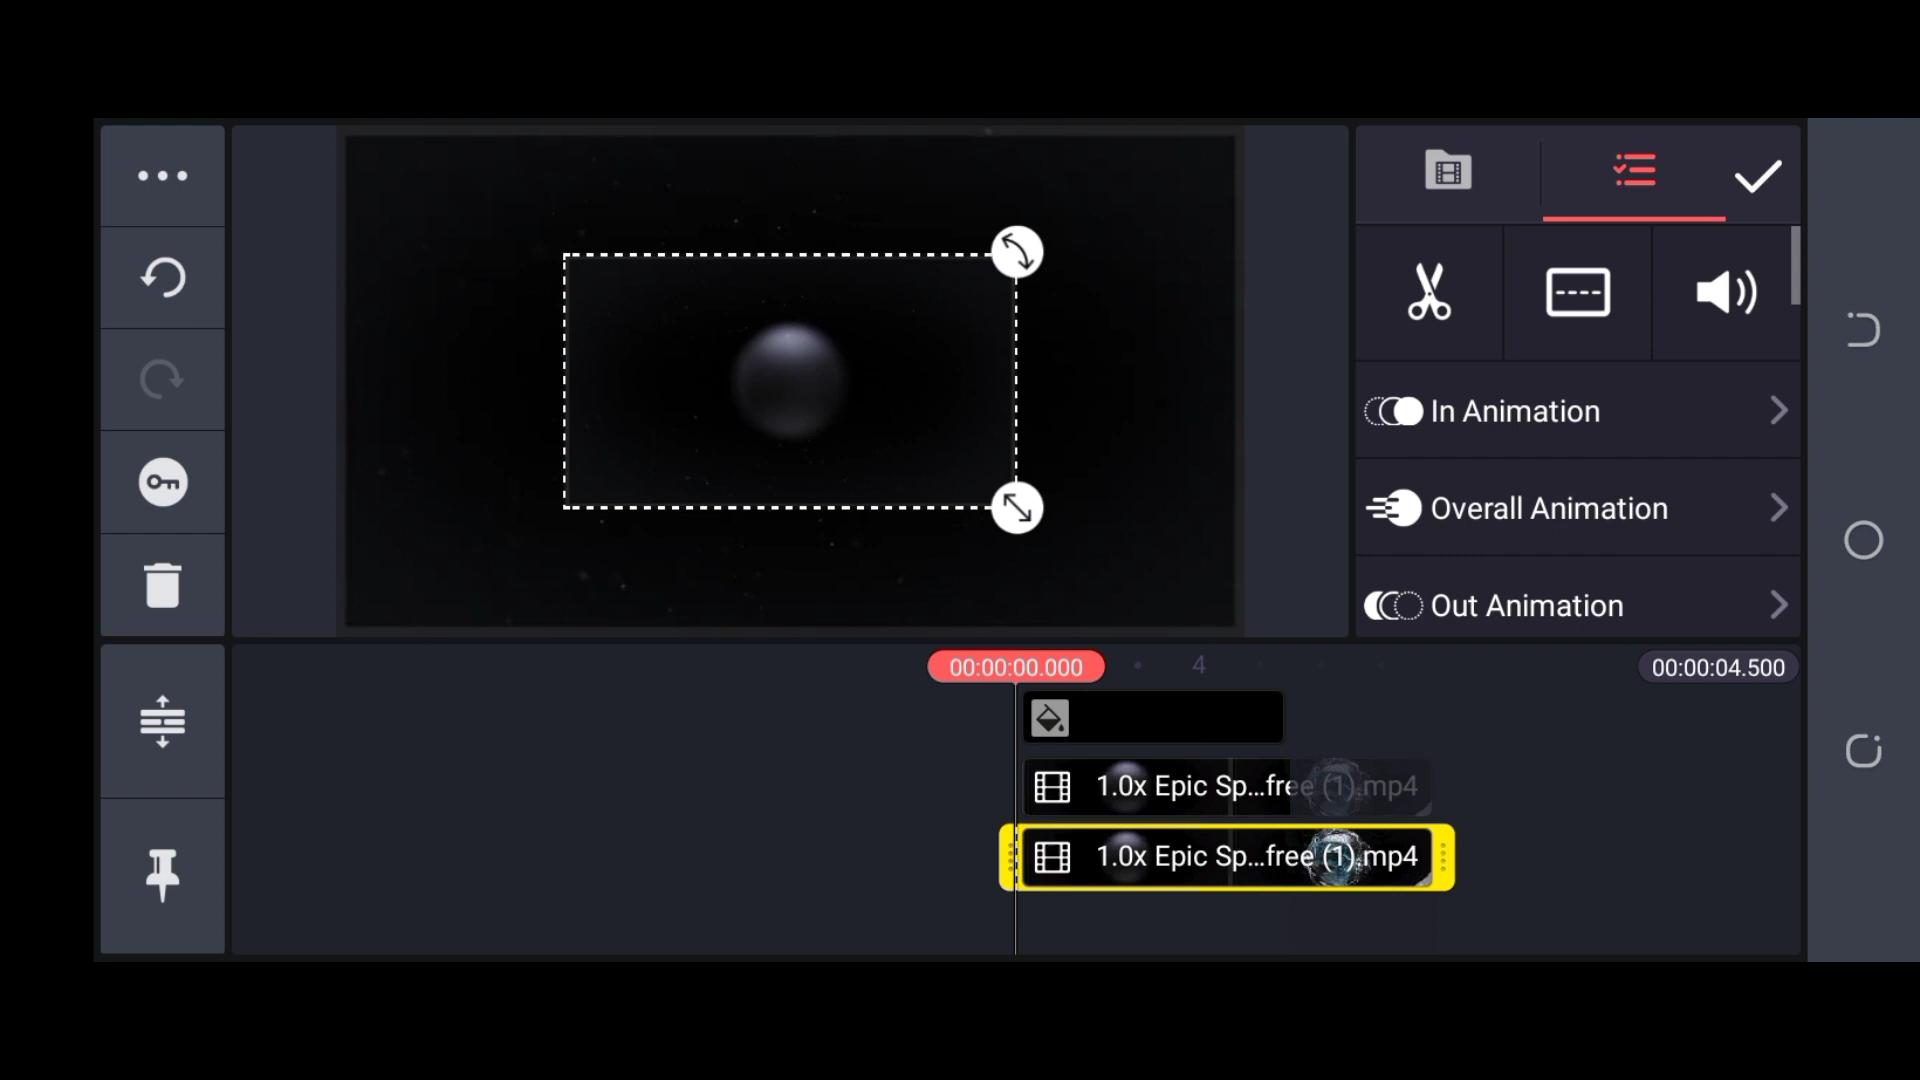 In Animation
Overall Animation
Out Animation
00:00:00.000
4
00:00:04.500
1.0x Epic Sp...free (1).mp4
1.0x Epic Sp...free (1).mp4